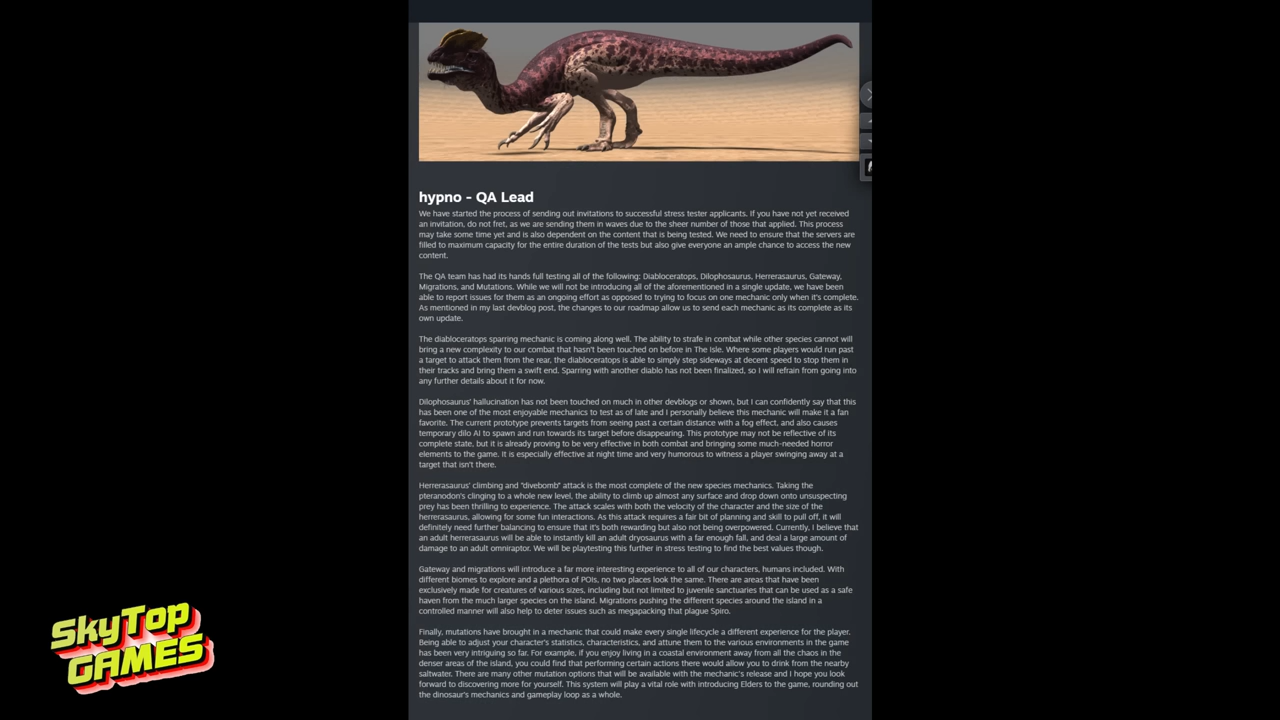 hypno - QA Lead
We have started the process of sending out invitations to successful stress tester applicants. If you have not yet received
an invitation, do not fret, as we are sending them in waves due to the sheer number of those that applied. This process
may take some time yet and is also dependent on the content that is being tested. We need to ensure that the servers are
filled to maximum capacity for the entire duration of the tests but also give everyone an ample chance to access the new
content.
The QA team has had its hands full testing all of the following: Diabloceratops, Dilophosaurus, Herrerasaurus, Gateway,
Migrations, and Mutations. While we will not be introducing all of the aforementioned in a single update, we have been
able to report issues for them as an ongoing effort as opposed to trying to focus on one mechanic only when it's complete.
As mentioned in my last devblog post, the changes to our roadmap allow us to send each mechanic as its complete as its
own update.
The diabloceratops sparring mechanic is coming along well. The ability to strafe in combat while other species cannot will
bring a new complexity to our combat that hasn't been touched on before in The Isle. Where some players would run past
a target to attack them from the rear, the diabloceratops is able to simply step sideways at decent speed to stop them in
their tracks and bring them a swift end. Sparring with another diablo has not been finalized, so I will refrain from going into
any further details about it for now.
Dilophosaurus' hallucination has not been touched on much in other devblogs or shown, but I can confidently say that this
has been one of the most enjoyable mechanics to test as of late and I personally believe this mechanic will make it a fan
favorite. The current prototype prevents targets from seeing past a certain distance with a fog effect, and also causes
temporary dilo AI to spawn and run towards its target before disappearing. This prototype may not be reflective of its
complete state, but it is already proving to be very effective in both combat and bringing some much-needed horror
elements to the game. It is especially effective at night time and very humorous to witness a player swinging away at a
target that isn't there.
Herrerasaurus' climbing and "divebomb" attack is the most complete of the new species mechanics. Taking the
pteranodon's clinging to a whole new level, the ability to climb up almost any surface and drop down onto unsuspecting
prey has been thrilling to experience. The attack scales with both the velocity of the character and the size of the
herrerasaurus, allowing for some fun interactions. As this attack requires a fair bit of planning and skill to pull off, it will
definitely need further balancing to ensure that it's both rewarding but also not being overpowered. Currently, I believe that
an adult herrerasaurus will be able to instantly kill an adult dryosaurus with a far enough fall, and deal a large amount of
damage to an adult omniraptor. We will be playtesting this further in stress testing to find the best values though.
Gateway and migrations will introduce a far more interesting experience to all of our characters, humans included. With
different biomes to explore and a plethora of POIs, no two places look the same. There are areas that have been
exclusively made for creatures of various sizes, including but not limited to juvenile sanctuaries that can be used as a safe
haven from the much larger species on the island. Migrations pushing the different species around the island in a
controlled manner will also help to deter issues such as megapacking that plague Spiro.
Finally, mutations have brought in a mechanic that could make every single lifecycle a different experience for the player.
Being able to adjust your character's statistics, characteristics, and attune them to the various environments in the game
has been very intriguing so far. For example, if you enjoy living in a coastal environment away from all the chaos in the
denser areas of the island, you could find that performing certain actions there would allow you to drink from the nearby
saltwater. There are many other mutation options that will be available with the mechanic's release and I hope you look
forward to discovering more for yourself. This system will play a vital role with introducing Elders to the game, rounding out
the dinosaur's mechanics and gameplay loop as a whole.
SKYTOP
GAMES